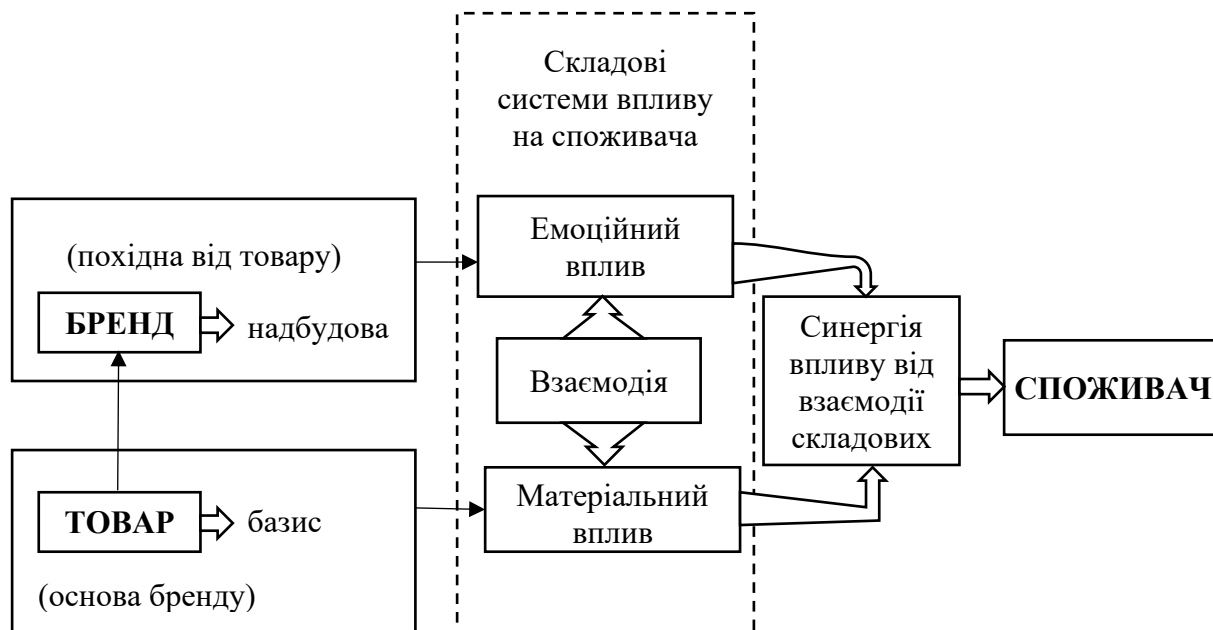 Складові
системи впливу
на споживача
(похідна від товару)
БРЕНД
надбудова
ТОВАР
базис
(основа бренду)
Емоційний
вплив
Взаємодія
Матеріальний
вплив
Синергія
впливу від
взаємодії
складових
СПОЖИВАЧ